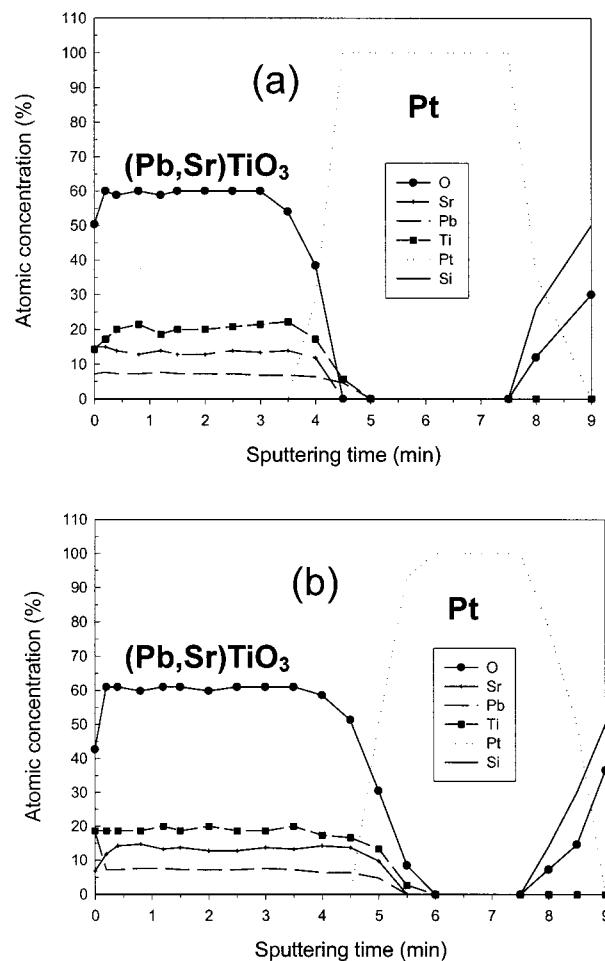 110
100
90
80
70
60
50
40
30
20
10
0
Atomic concentration (%)
(a)
Pt
(Pb,Sr)TiO3
O
Sr
Pb
Ti
Pt
Si
0 1 2 3 4 5 6 7 8 9
Sputtering time (min)
110
100
90
80
70
60
50
40
30
20
10
0
Atomic concentration (%)
(b)
Pt
(Pb,Sr)TiO3
O
Sr
Pb
Ti
Pt
Si
0 1 2 3 4 5 6 7 8 9
Sputtering time (min)